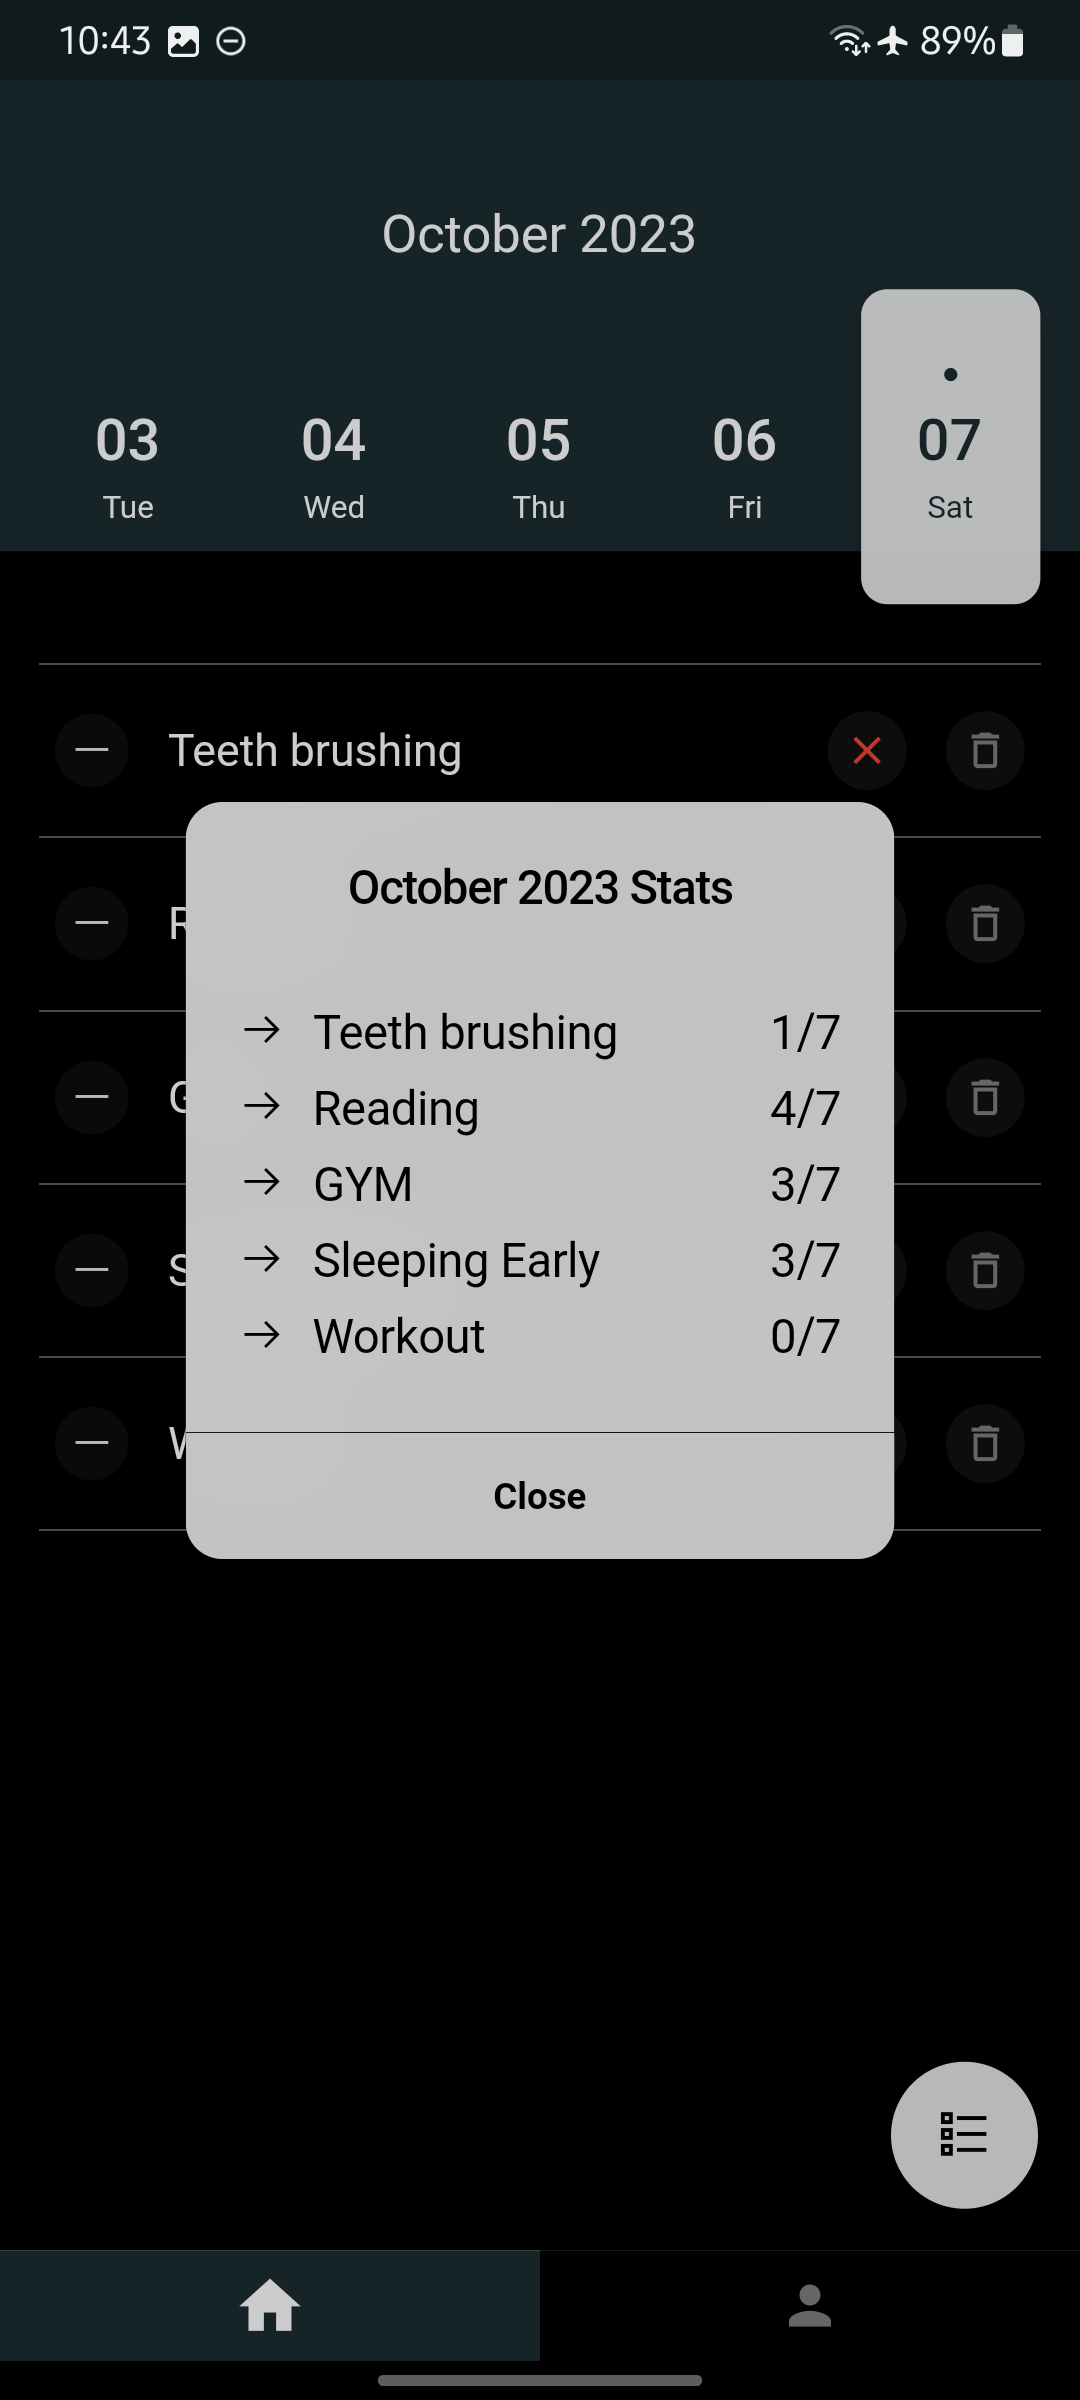 10:43 89%
October 2023
03 04 05 06 07
Tue Wed Thu Fri Sat
Teeth brushing
October 2023 Stats
Teeth brushing 1/7
Reading 4/7
GYM 3/7
Sleeping Early 3/7
Workout 0/7
Close